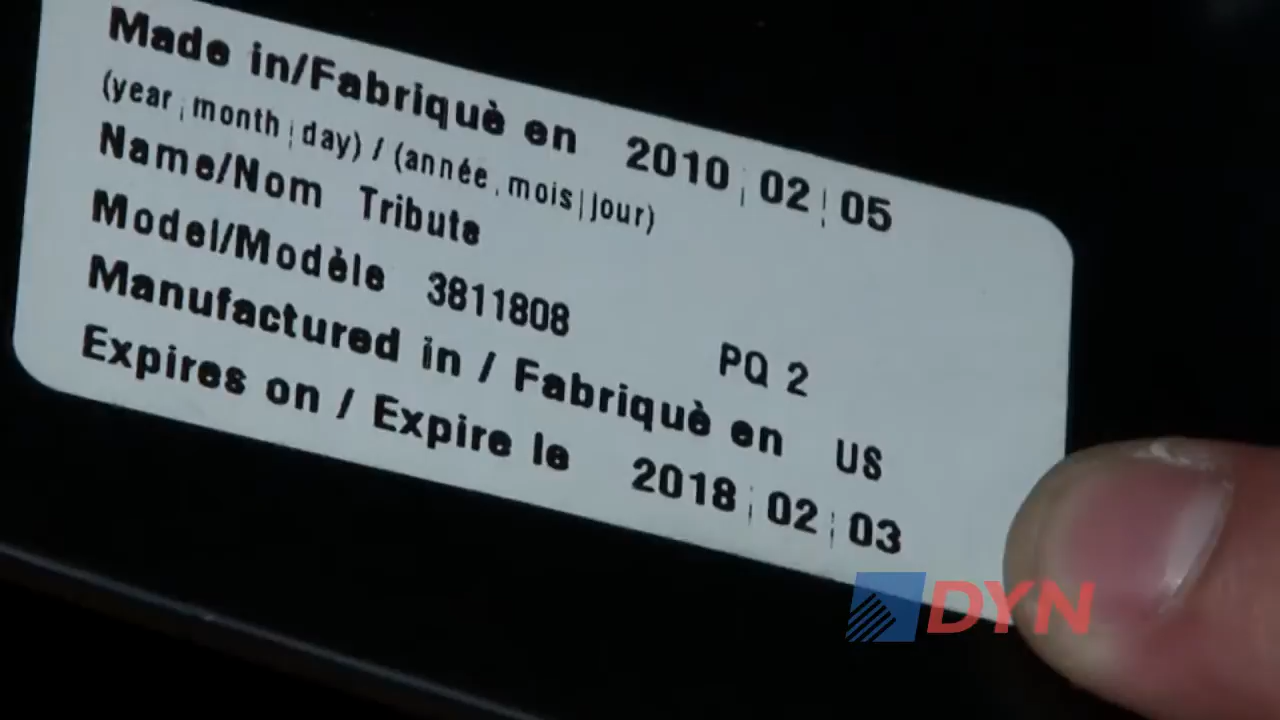 Made in/Fabriquè en 2010 ¦ 02 ¦ 05
(year ¦ month ¦ day) / (année ¦ mois ¦ jour)
Name/Nom Tribute
Model/Modèle 3811808 PQ 2
Manufactured in / Fabriquè en US
Expires on / Expire le 2018 ¦ 02 ¦ 03
DYN